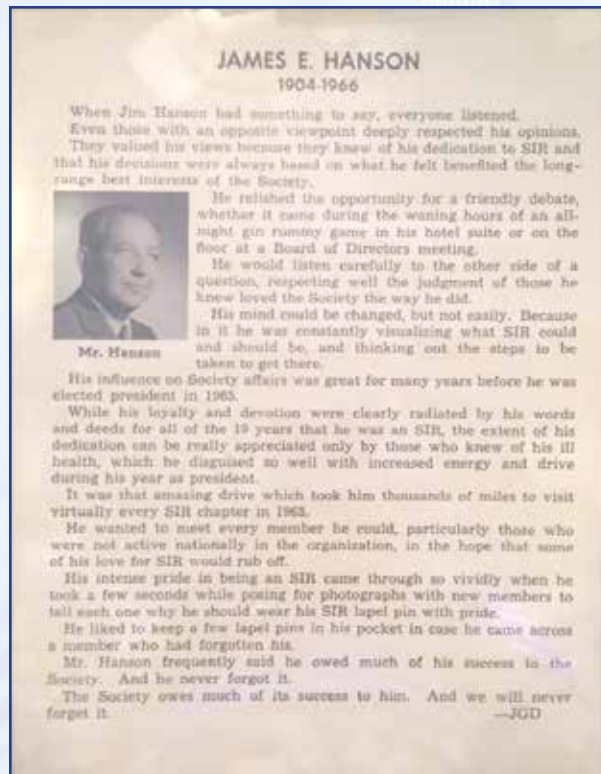 JAMES E. HANSON
1904-1966
When Jim Hanson had something to say, everyone listened.
Even those with an opposite viewpoint deeply respected his opinions.
They valued his views because they knew of his dedication to SIR and
that his decisions were always based on what he felt benefited the long-
range best interests of the Society.
He relished the opportunity for a friendly debate,
whether it came during the waning hours of an all-
night gin rummy game in his hotel suite or on the
floor at a Board of Directors meeting.
He would listen carefully to the other side of a
question, respecting well the judgment of those he
knew loved the Society the way he did.
His mind could be changed, but not easily. Because
in it he was constantly visualizing what SIR could
and should be, and thinking out the steps to be
taken to get there.
Mr. Hanson
His influence on Society affairs was great for many years before he was
elected president in 1965.
While his loyalty and devotion were clearly radiated by his words
and deeds for all of the 19 years that he was an SIR, the extent of his
dedication can be really appreciated only by those who knew of his ill
health, which he disguised so well with increased energy and drive
during his year as president.
It was that amazing drive which took him thousands of miles to visit
virtually every SIR chapter in 1965.
He wanted to meet every member he could, particularly those who
were not active nationally in the organization, in the hope that some
of his love for SIR would rub off.
His intense pride in being an SIR came through so vividly when he
took a few seconds while posing for photographs with new members to
tell each one why he should wear his SIR lapel pin with pride.
He liked to keep a few lapel pins in his pocket in case he came across
a member who had forgotten his.
Mr. Hanson frequently said he owed much of his success to the
Society. And he never forgot it.
The Society owes much of its success to him. And we will never
forget it. —JGD